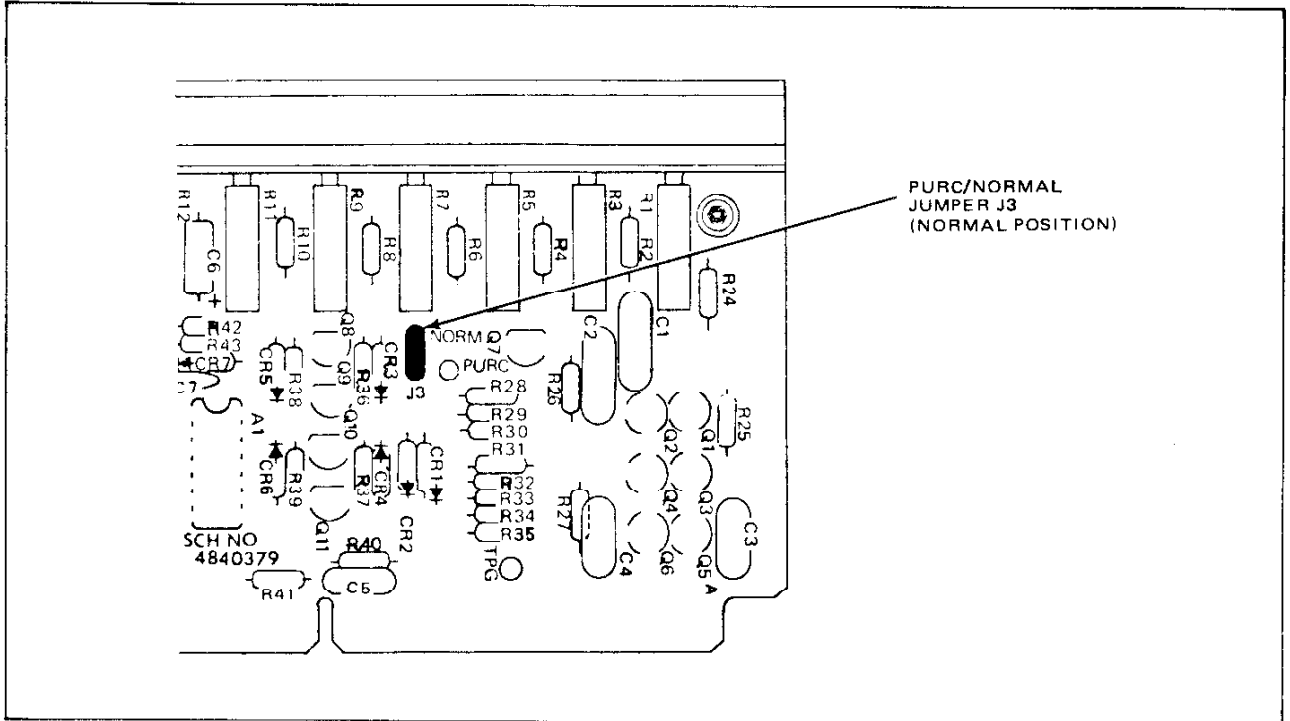 PURC/NORMAL
JUMPER J3
(NORMAL POSITION)
R12
R11
R9
R7
R5
R3
R1
C6
+
R10
R8
R6
R4
R2
R24
R42
R43
CR7
C7
CR5
R38
Q8
Q9
R36
CR3
NORM
PURC
J3
Q7
C2
C1
R26
R28
R29
R30
R31
R32
R33
R34
R35
A1
CR6
R39
Q10
R37
CR4
CR1
CR2
Q11
Q2
Q1
R25
Q4
Q3
R27
C4
Q6
Q5
C3
A
SCH NO
4840379
R40
R41
C5
TPG